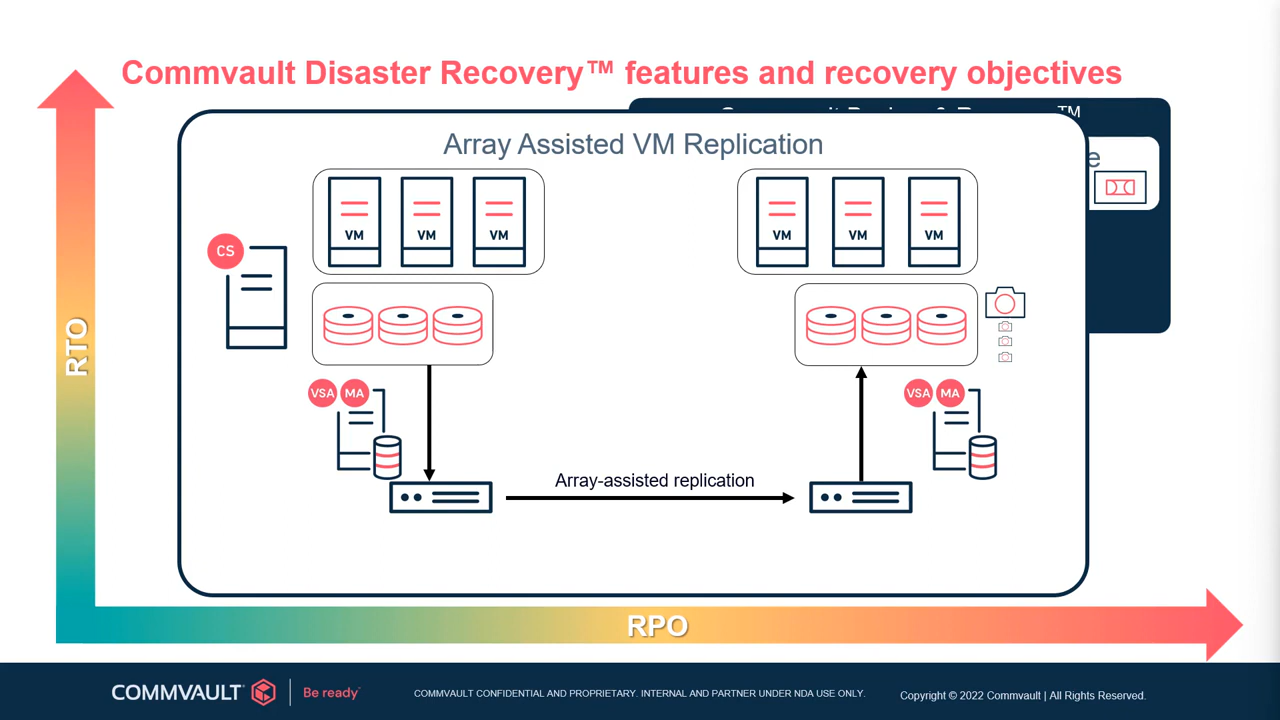 Commvault Disaster Recovery™ features and recovery objectives
TM
Array Assisted VM Replication
e
VM VM VM
VM VM VM
CS
RTO
VSA MA
VSA MA
Array-assisted replication
RPO
COMMVAULT Be ready
COMMVAULT CONFIDENTIAL AND PROPRIETARY. INTERNAL AND PARTNER UNDER NDA USE ONLY.
Copyright © 2022 Commvault | All Rights Reserved.